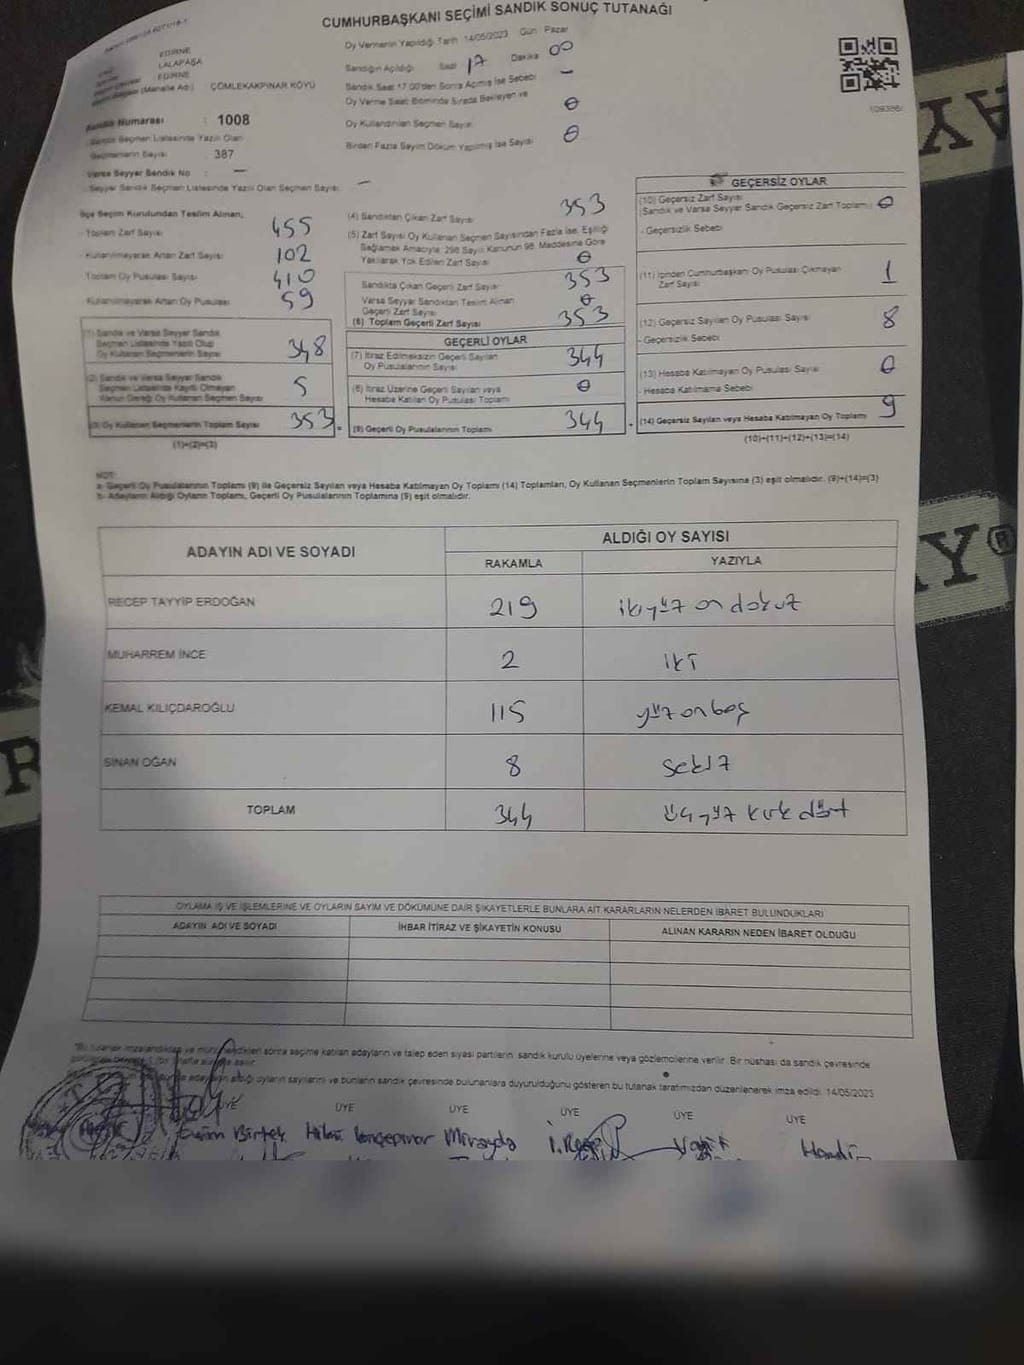 CUMHURBAŞKANI SEÇİMİ SANDIK SONUÇ TUTANAĞI
EDİRNE
LALAPAŞA
EDİRNE
(Mahalle Adı) ÇÖMLEKAKPINAR KÖYÜ
Sandık Numarası : 1008
Sandık Seçmen Listesinde Yazılı Olan
Seçmenlerin Sayısı : 387
Varsa Seyyar Sandık No : —
Seyyar Sandık Seçmen Listesinde Yazılı Olan Seçmen Sayısı: —
Oy Vermenin Yapıldığı Tarih 14/05/2023 Gün Pazar
Sandığın Açıldığı Saat 17 Dakika 00
Sandık Saat 17.00'den Sonra Açılmış İse Sebebi —
Oy Verme Saati Bitiminde Sırada Bekleyen ve
Oy Kullandırılan Seçmen Sayısı 0
Birden Fazla Sayım Döküm Yapılmış İse Sayısı 0
İlçe Seçim Kurulundan Teslim Alınan;
- Toplam Zarf Sayısı 455
- Kullanılmayarak Artan Zarf Sayısı 102
Toplam Oy Pusulası Sayısı 410
Kullanılmayarak Artan Oy Pusulası 59
(1) Sandık ve Varsa Seyyar Sandık
Seçmen Listesinde Yazılı Olup
Oy Kullanan Seçmenlerin Sayısı 348
(2) Sandık ve Varsa Seyyar Sandık
Seçmen Listesinde Kayıtlı Olmayan
Kanun Gereği Oy Kullanan Seçmen Sayısı 5
(3) Oy Kullanan Seçmenlerin Toplam Sayısı 353
(1)+(2)=(3)
(4) Sandıktan Çıkan Zarf Sayısı 353
(5) Zarf Sayısı Oy Kullanan Seçmen Sayısından Fazla İse, Eşitliği
Sağlamak Amacıyla; 298 Sayılı Kanunun 98. Maddesine Göre
Yakılarak Yok Edilen Zarf Sayısı 0
Sandıkta Çıkan Geçerli Zarf Sayısı 353
Varsa Seyyar Sandıktan Teslim Alınan
Geçerli Zarf Sayısı 0
(6) Toplam Geçerli Zarf Sayısı 353
GEÇERLİ OYLAR
(7) İtiraz Edilmeksizin Geçerli Sayılan
Oy Pusulasının Sayısı 344
(8) İtiraz Üzerine Geçerli Sayılan veya
Hesaba Katılan Oy Pusulası Toplamı 0
(9) Geçerli Oy Pusulalarının Toplamı 344
GEÇERSİZ OYLAR
(10) Geçersiz Zarf Sayısı
(Sandık ve Varsa Seyyar Sandık Geçersiz Zarf Toplamı) 0
- Geçersizlik Sebebi
(11) İçinden Cumhurbaşkanı Oy Pusulası Çıkmayan
Zarf Sayısı 1
(12) Geçersiz Sayılan Oy Pusulası Sayısı 8
- Geçersizlik Sebebi
(13) Hesaba Katılmayan Oy Pusulası Sayısı 0
- Hesaba Katılmama Sebebi
(14) Geçersiz Sayılan veya Hesaba Katılmayan Oy Toplamı 9
(10)+(11)+(12)+(13)=(14)
NOT:
a- Geçerli Oy Pusulalarının Toplamı (9) ile Geçersiz Sayılan veya Hesaba Katılmayan Oy Toplamı (14) Toplamları, Oy Kullanan Seçmenlerin Toplam Sayısına (3) eşit olmalıdır. (9)+(14)=(3)
b- Adayların Aldığı Oyların Toplamı, Geçerli Oy Pusulalarının Toplamına (9) eşit olmalıdır.
ADAYIN ADI VE SOYADI ALDIĞI OY SAYISI
RAKAMLA YAZIYLA
RECEP TAYYİP ERDOĞAN 219 ikiyüz on dokuz
MUHARREM İNCE 2 iki
KEMAL KILIÇDAROĞLU 115 yüz onbeş
SİNAN OĞAN 8 sekiz
TOPLAM 344 üçyüz kırk dört
OYLAMA İŞ VE İŞLEMLERİNE VE OYLARIN SAYIM VE DÖKÜMÜNE DAİR ŞİKAYETLERLE BUNLARA AİT KARARLARIN NELERDEN İBARET BULUNDUKLARI
ADAYIN ADI VE SOYADI İHBAR İTİRAZ VE ŞİKAYETİN KONUSU ALINAN KARARIN NEDEN İBARET OLDUĞU
sonra seçime katılan adayların ve talep eden siyasi partilerin sandık kurulu üyelerine veya gözlemcilerine verilir. Bir nüshası da sandık çevresinde
aldığı oyların sayılarını ve bunların sandık çevresinde bulunanlara duyurulduğunu gösteren bu tutanak tarafımızdan düzenlenerek imza edildi. 14/05/2023
ÜYE ÜYE ÜYE ÜYE ÜYE ÜYE
Birtek
AY
AY®
R